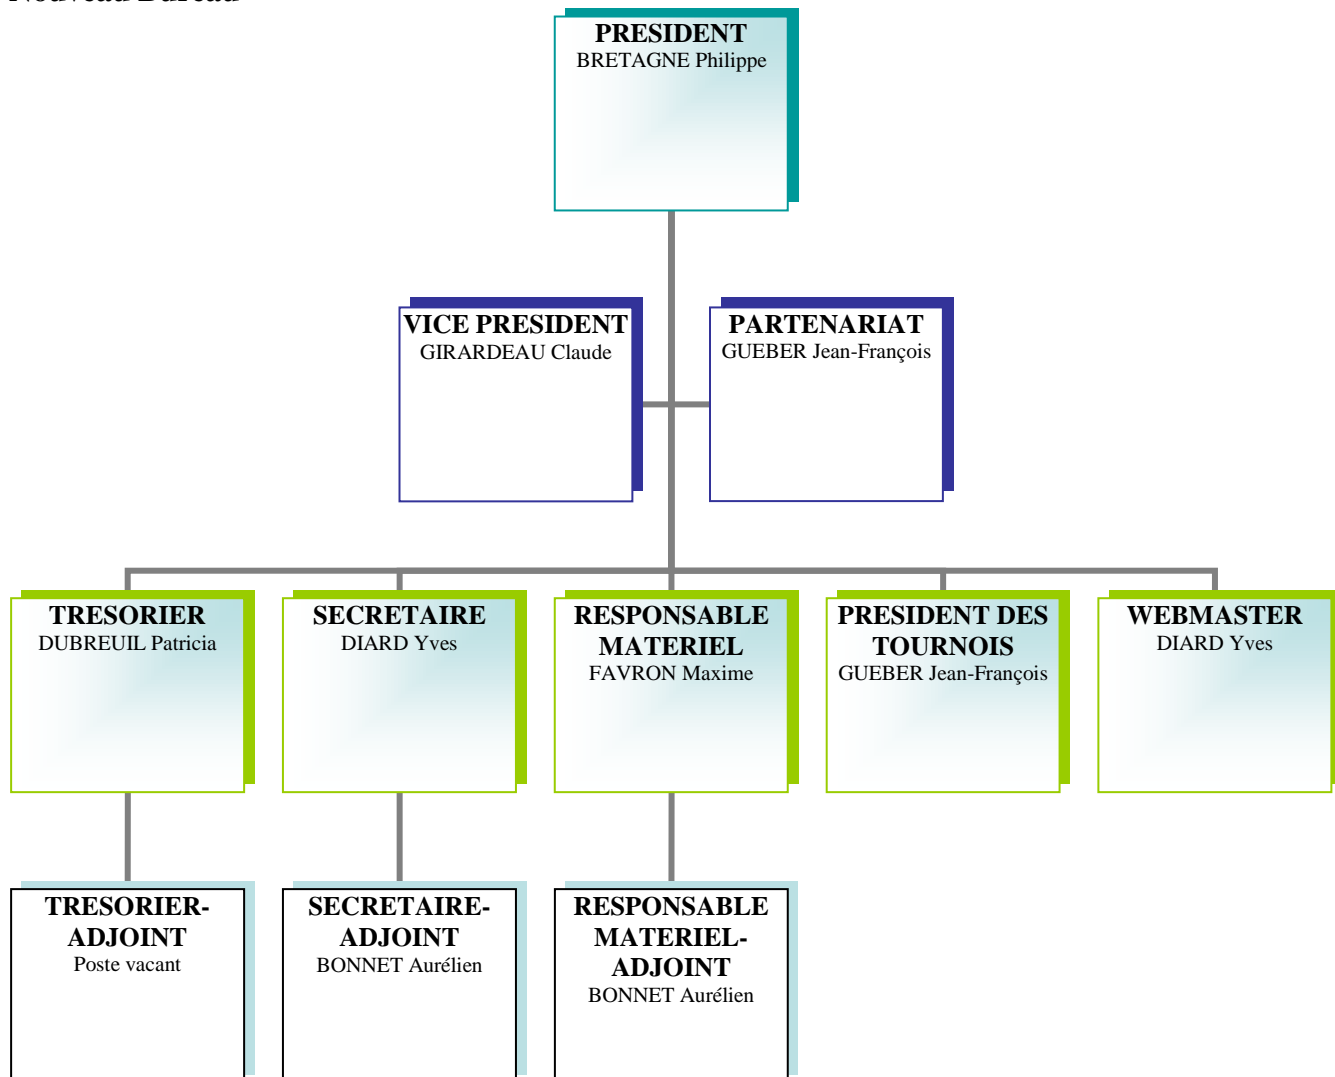 Nouveau Bureau
PRESIDENT
BRETAGNE Philippe
VICE PRESIDENT
GIRARDEAU Claude
PARTENARIAT
GUEBER Jean-François
TRESORIER
DUBREUIL Patricia
SECRETAIRE
DIARD Yves
RESPONSABLE
MATERIEL
FAVRON Maxime
PRESIDENT DES
TOURNOIS
GUEBER Jean-François
WEBMASTER
DIARD Yves
TRESORIER-
ADJOINT
Poste vacant
SECRETAIRE-
ADJOINT
BONNET Aurélien
RESPONSABLE
MATERIEL-
ADJOINT
BONNET Aurélien